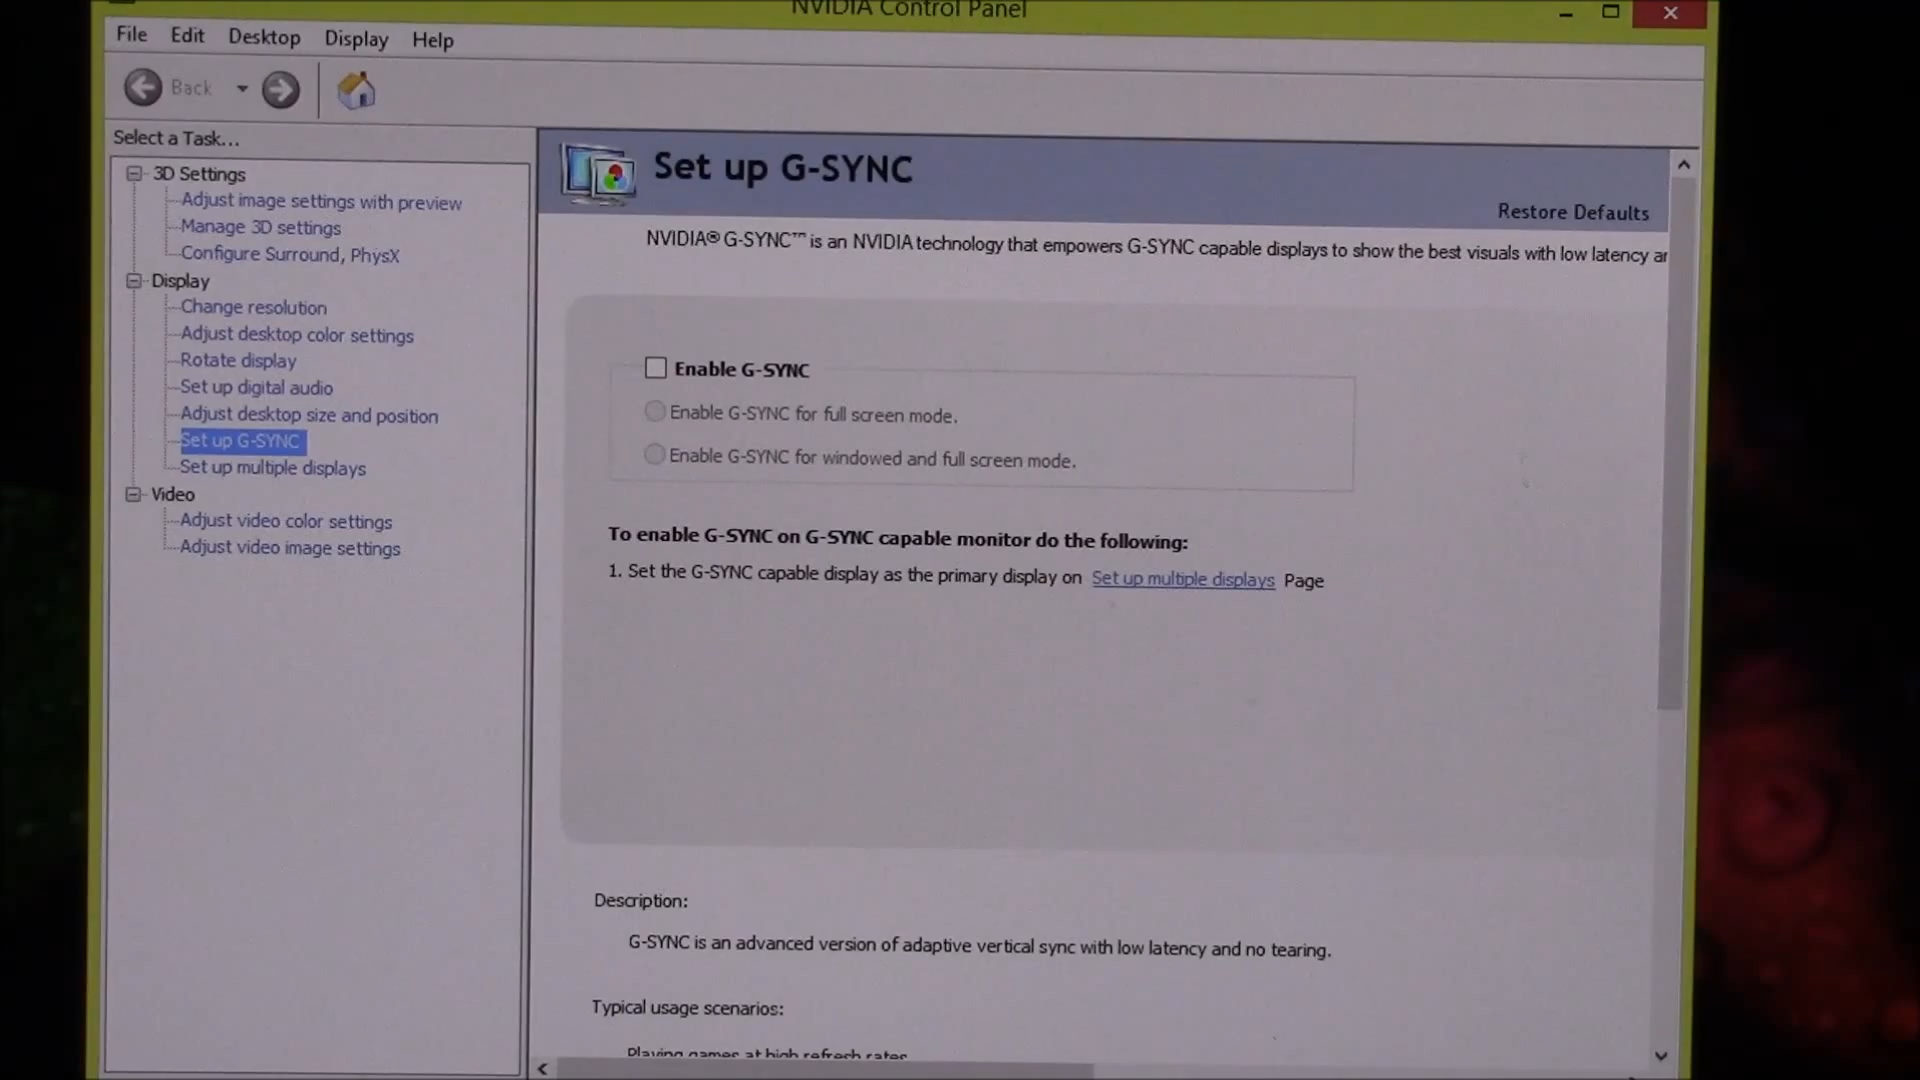 NVIDIA Control Panel
File Edit Desktop Display Help
Back
Select a Task...
3D Settings
Adjust image settings with preview
Manage 3D settings
Configure Surround, PhysX
Display
Change resolution
Adjust desktop color settings
Rotate display
Set up digital audio
Adjust desktop size and position
Set up G-SYNC
Set up multiple displays
Video
Adjust video color settings
Adjust video image settings
Set up G-SYNC
Restore Defaults
NVIDIA® G-SYNC™ is an NVIDIA technology that empowers G-SYNC capable displays to show the best visuals with low latency ar
Enable G-SYNC
Enable G-SYNC for full screen mode.
Enable G-SYNC for windowed and full screen mode.
To enable G-SYNC on G-SYNC capable monitor do the following:
1. Set the G-SYNC capable display as the primary display on Set up multiple displays Page
Description:
G-SYNC is an advanced version of adaptive vertical sync with low latency and no tearing.
Typical usage scenarios:
Playing games at high refresh rates